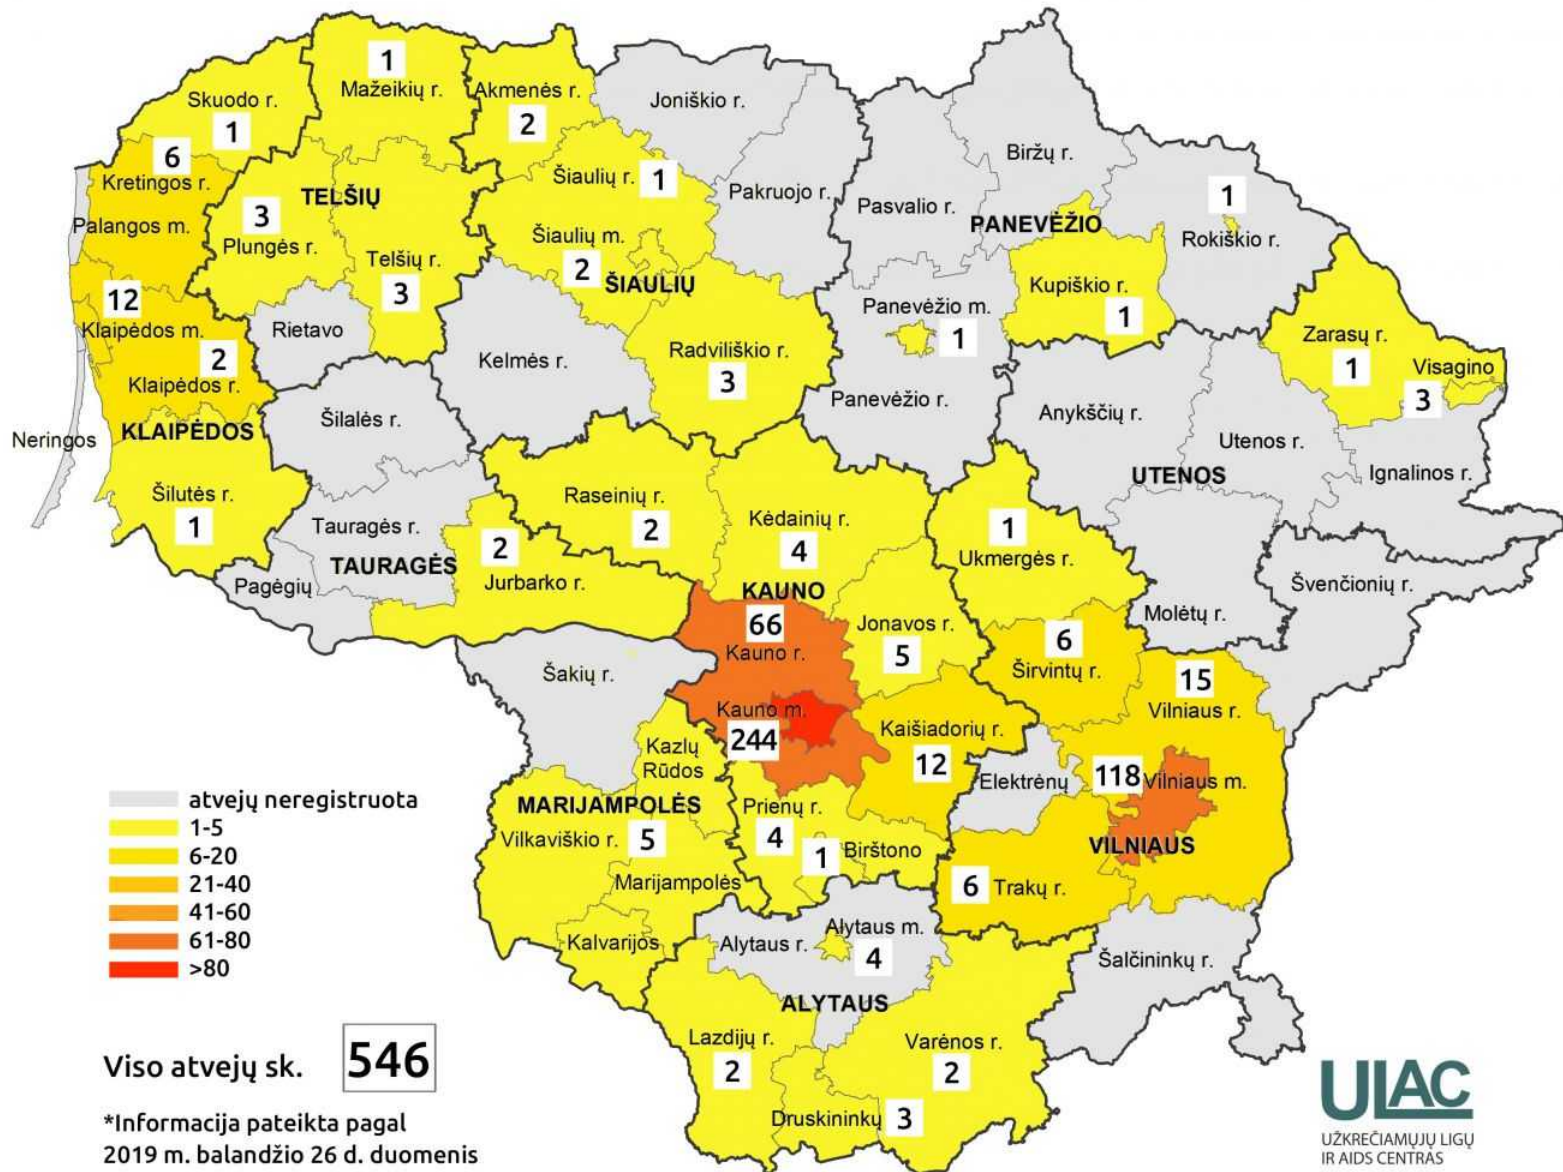 1
Mažeikių r.
Skuodo r.
1
Akmenės r.
2
Joniškio r.
6
Kretingos r.
Palangos m.
TELŠIŲ
3
Plungės r.
Telšių r.
3
Šiaulių r.
1
Šiaulių m.
2
ŠIAULIŲ
Pakruojo r.
Pasvalio r.
Biržų r.
PANEVĖŽIO
1
Rokiškio r.
Kupiškio r.
1
Panevėžio m.
1
Panevėžio r.
12
Klaipėdos m.
2
Klaipėdos r.
KLAIPĖDOS
Neringos
Rietavo
Kelmės r.
Radviliškio r.
3
Zarasų r.
1
Visagino
3
Anykščių r.
Utenos r.
UTENOS
Ignalinos r.
Šilalės r.
Šilutės r.
1
Tauragės r.
TAURAGĖS
Pagėgių
2
Jurbarko r.
Raseinių r.
2
Kėdainių r.
4
KAUNO
66
Kauno r.
Jonavos r.
5
1
Ukmergės r.
Molėtų r.
Švenčionių r.
6
Širvintų r.
15
Vilniaus r.
Šakių r.
Kauno m.
244
Kaišiadorių r.
12
Elektrėnų
118
Vilniaus m.
VILNIAUS
Kazlų
Rūdos
MARIJAMPOLĖS
Vilkaviškio r.
5
Marijampolės
Kalvarijos
Prienų r.
4
1
Birštono
6
Trakų r.
Alytaus r.
Alytaus m.
4
ALYTAUS
Šalčininkų r.
Lazdijų r.
2
Varėnos r.
2
Druskininkų
3
atvejų neregistruota
1-5
6-20
21-40
41-60
61-80
>80
Viso atvejų sk.
546
*Informacija pateikta pagal
2019 m. balandžio 26 d. duomenis
ULAC
UŽKREČIAMŲJŲ LIGŲ
IR AIDS CENTRAS